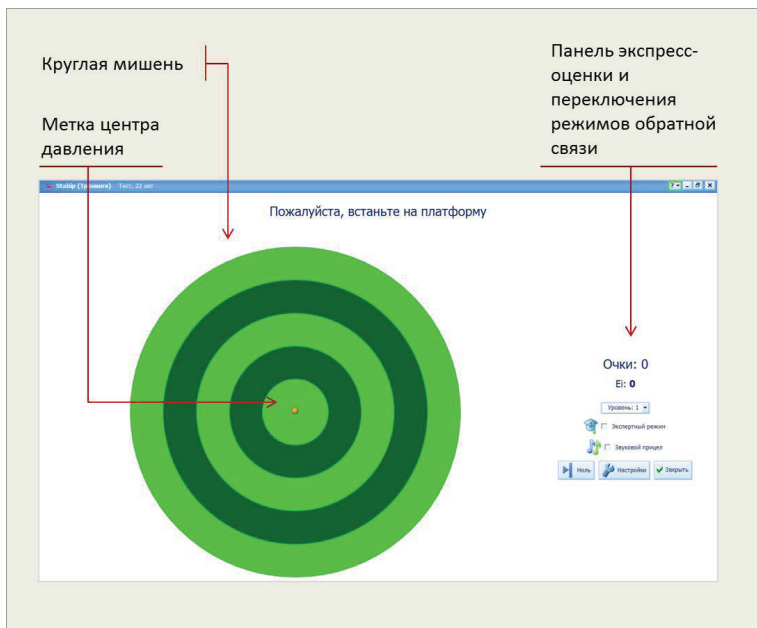 Круглая мишень
Метка центра
давления
Панель экспресс-
оценки и
переключения
режимов обратной
связи
Stabip (Тренинги) Тест, 22 лет
Пожалуйста, встаньте на платформу
Очки: 0
Ei: 0
Уровень: 1
Экспертный режим
Звуковой прицел
Ноль Настройки Закрыть